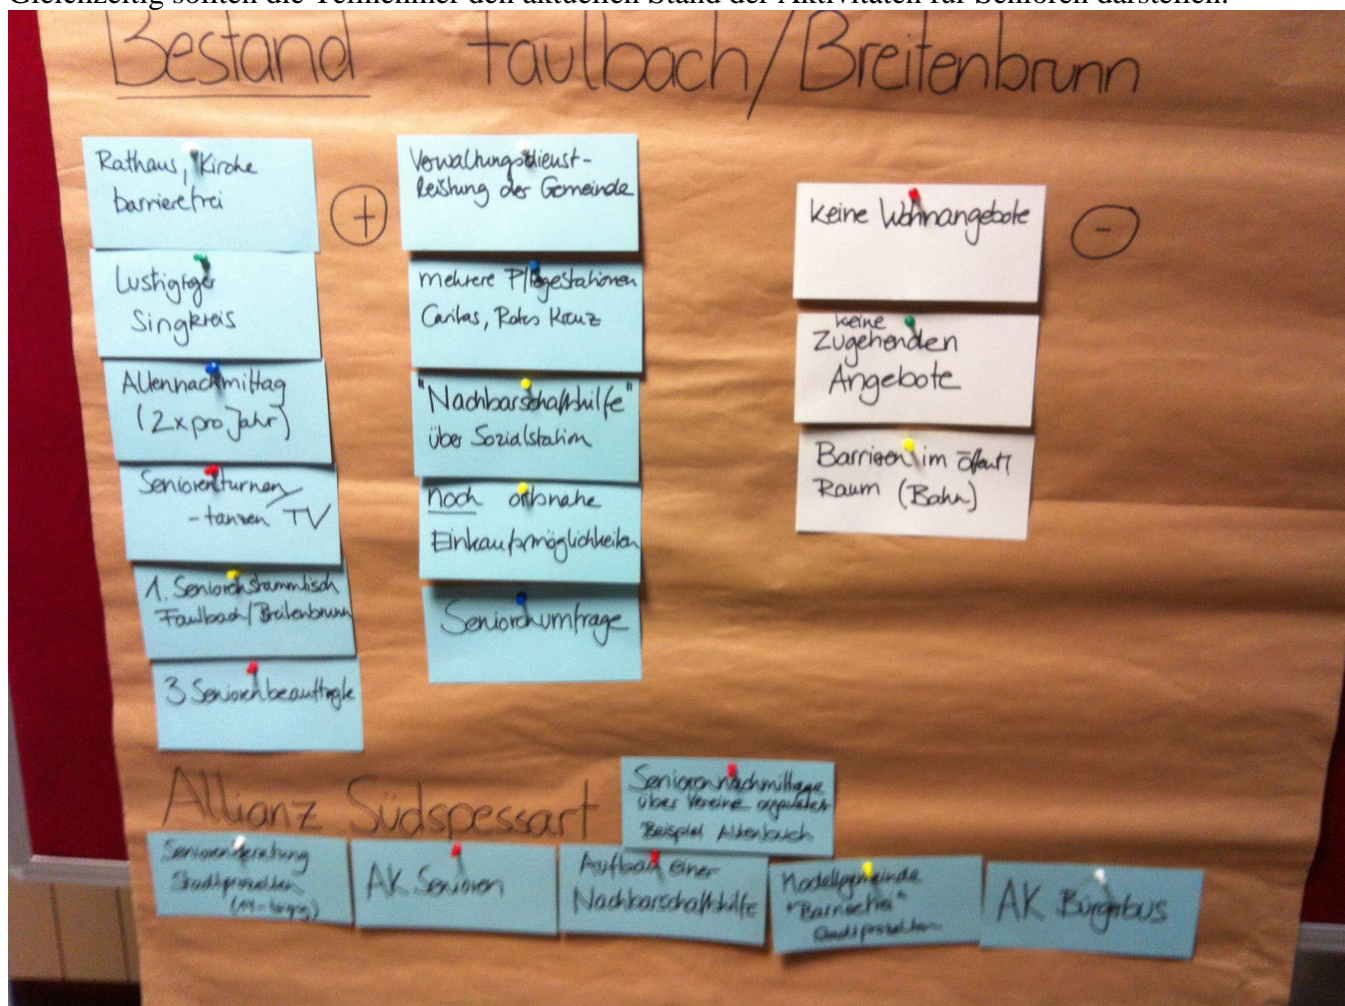 Gleichzeitig sollten die Teilnehmer den aktuellen Stand der Aktivitäten für Senioren darstellen.
Bestand Faulbach/Breitenbrunn
Rathaus, Kirche
barrierefrei
+
Lustiger
Singkreis
Altennachmittag
(2x pro Jahr)
Seniorenturnen/
-tanzen TV
1. Seniorenstammtisch
Faulbach/Breitenbrunn
3 Seniorenbeauftragte
Verwaltungsdienst-
leistung der Gemeinde
mehrere Pflegestationen
Caritas, Rotes Kreuz
"Nachbarschaftshilfe"
über Sozialstation
noch ortsnahe
Einkaufsmöglichkeiten
Seniorenumfrage
keine Wohnangebote
-
keine
Zugehenden
Angebote
Barrieren im öffentl
Raum (Bahn)
Allianz Südspessart
Seniorennachmittage
über Vereine organisiert
Beispiel Altenbuch
Seniorenberatung
Stadtprozelten
AK Senioren
Aufbau einer
Nachbarschaftshilfe
Modellgemeinde
"Barrierefrei"
Stadtprozelten
AK Bürgerbus